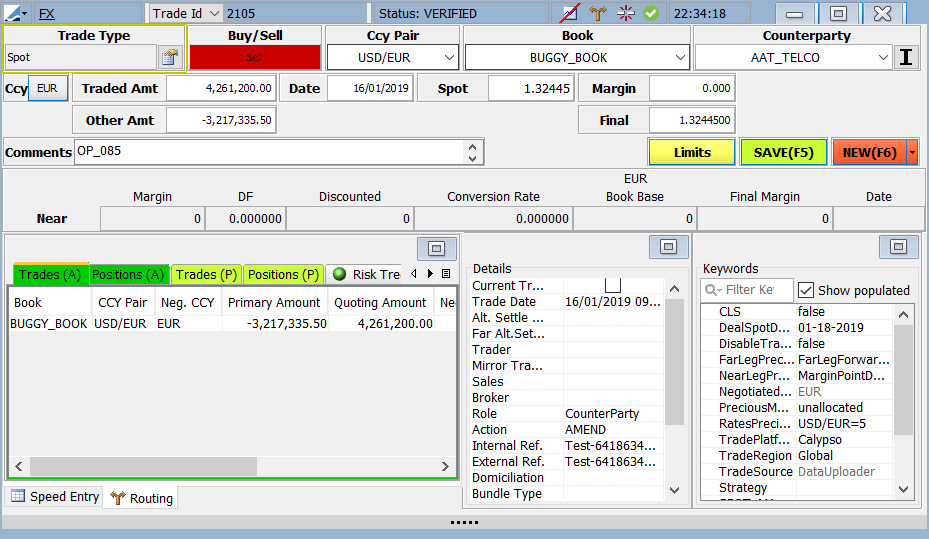 FX Trade Id 2105 Status: VERIFIED 22:34:18
Trade Type Buy/Sell Ccy Pair Book Counterparty
Spot Sell USD/EUR BUGGY_BOOK AAT_TELCO
Ccy EUR Traded Amt 4,261,200.00 Date 16/01/2019 Spot 1.32445 Margin 0.000
Other Amt -3,217,335.50 Final 1.3244500
Comments OP_085 Limits SAVE(F5) NEW(F6)
EUR
Margin DF Discounted Conversion Rate Book Base Final Margin Date
Near 0 0.000000 0 0.000000 0 0
Trades (A) Positions (A) Trades (P) Positions (P) Risk Tre
Book CCY Pair Neg. CCY Primary Amount Quoting Amount Ne
BUGGY_BOOK USD/EUR EUR -3,217,335.50 4,261,200.00
Speed Entry Routing
Details
Current Tr...
Trade Date 16/01/2019 09...
Alt. Settle ...
Far Alt.Set...
Trader
Mirror Tra...
Sales
Broker
Role CounterParty
Action AMEND
Internal Ref. Test-6418634...
External Ref. Test-6418634...
Domiciliation
Bundle Type
Keywords
Filter Ke Show populated
CLS false
DealSpotD... 01-18-2019
DisableTra... false
FarLegPrec... FarLegForwar...
NearLegPr... MarginPointD...
Negotiated... EUR
PreciousM... unallocated
RatesPreci... USD/EUR=5
TradePlatf... Calypso
TradeRegion Global
TradeSource DataUploader
Strategy